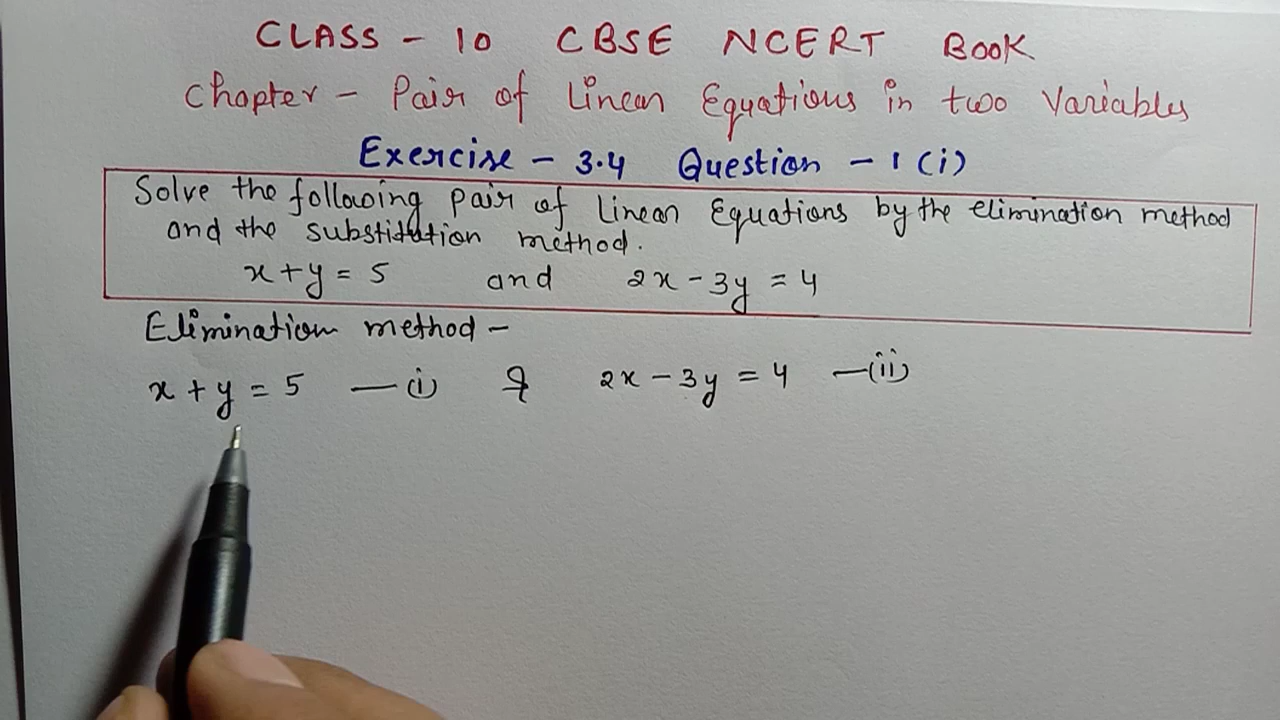 CLASS - 10 CBSE NCERT BOOK
Chapter - Pair of Linear Equations in two Variables
Exercise - 3.4 Question - 1 (i)
Solve the following pair of Linear Equations by the elimination method
and the substitution method.
x + y = 5 and 2x - 3y = 4
Elimination method -
x + y = 5 —(i) & 2x - 3y = 4 —(ii)